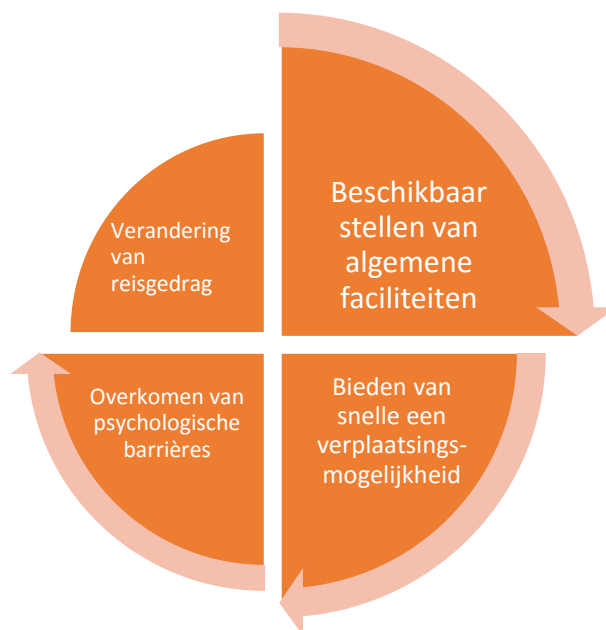 Beschikbaar
stellen van
algemene
faciliteiten
Bieden van
snelle een
verplaatsings-
mogelijkheid
Overkomen van
psychologische
barrières
Verandering
van
reisgedrag